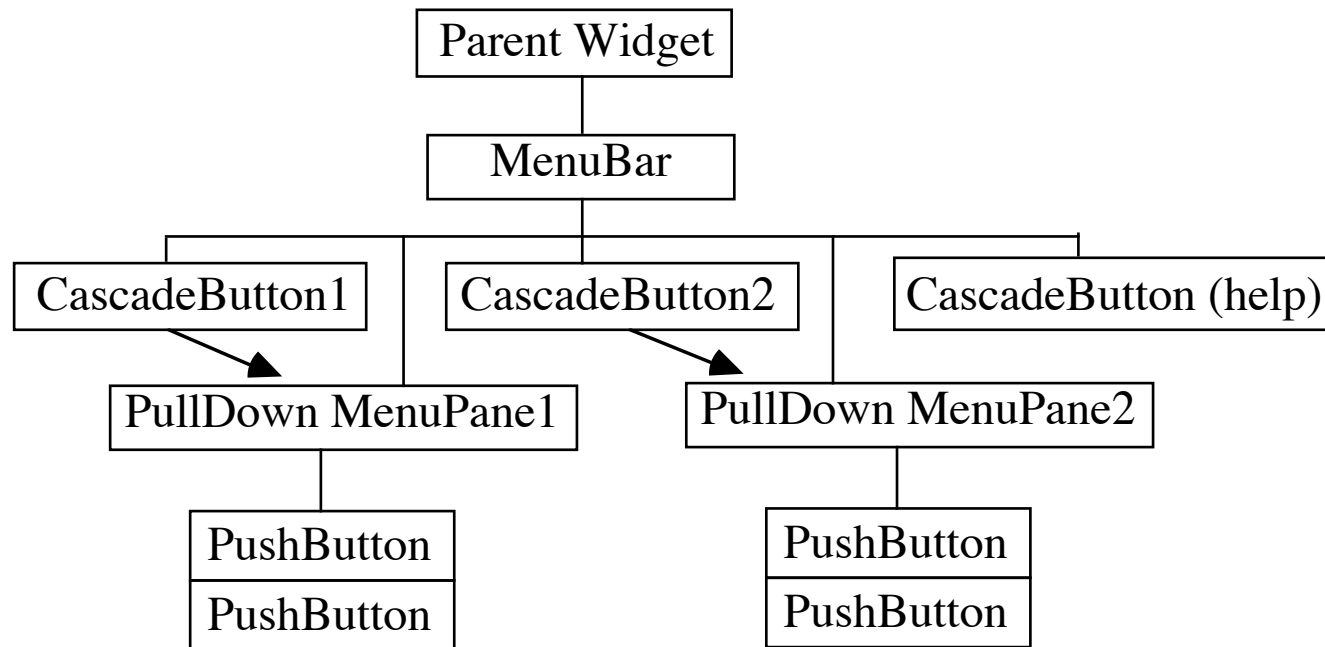 Parent Widget
MenuBar
CascadeButton1
CascadeButton2
CascadeButton (help)
PullDown MenuPane1
PullDown MenuPane2
PushButton
PushButton
PushButton
PushButton